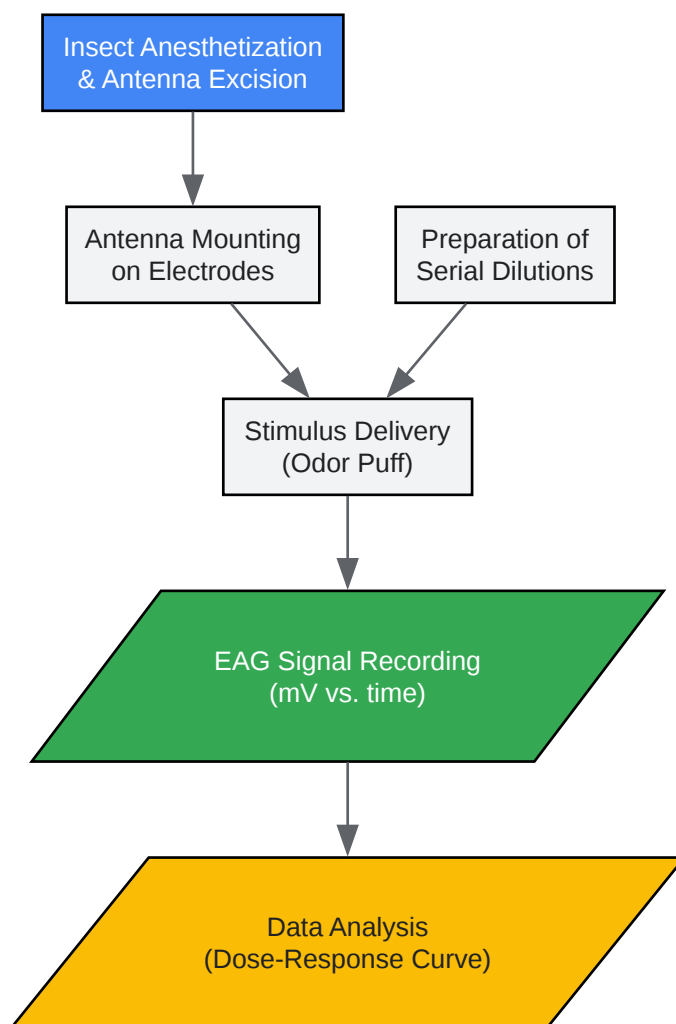 Insect Anesthetization
& Antenna Excision
Antenna Mounting
on Electrodes
Preparation of
Serial Dilutions
Stimulus Delivery
(Odor Puff)
EAG Signal Recording
(mV vs. time)
Data Analysis
(Dose-Response Curve)